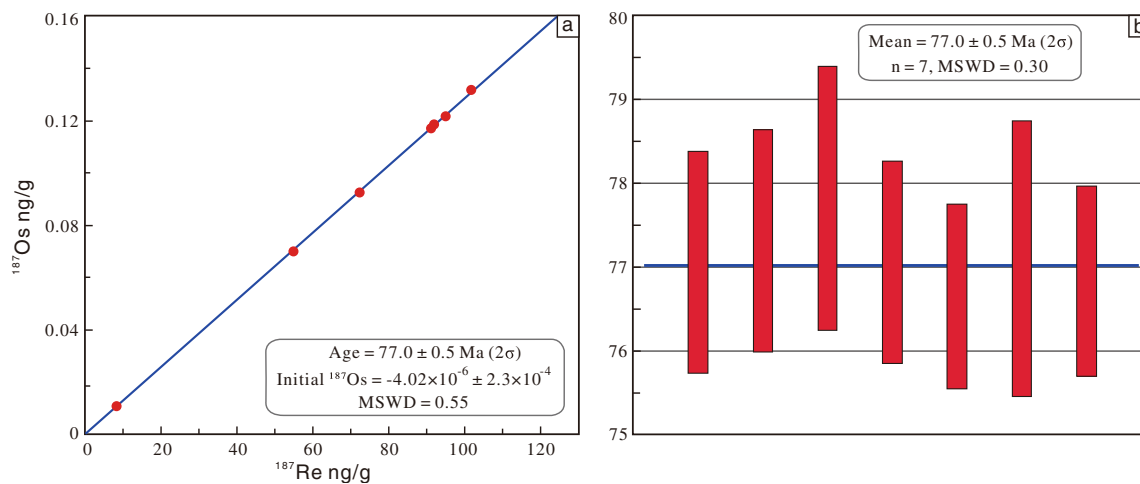 0.16
0.12
0.08
0.04
0
¹⁸⁷Os ng/g
a
Age = 77.0 ± 0.5 Ma (2σ)
Initial ¹⁸⁷Os = -4.02×10⁻⁶ ± 2.3×10⁻⁴
MSWD = 0.55
0 20 40 60 80 100 120
¹⁸⁷Re ng/g
80
79
78
77
76
75
b
Mean = 77.0 ± 0.5 Ma (2σ)
n = 7, MSWD = 0.30